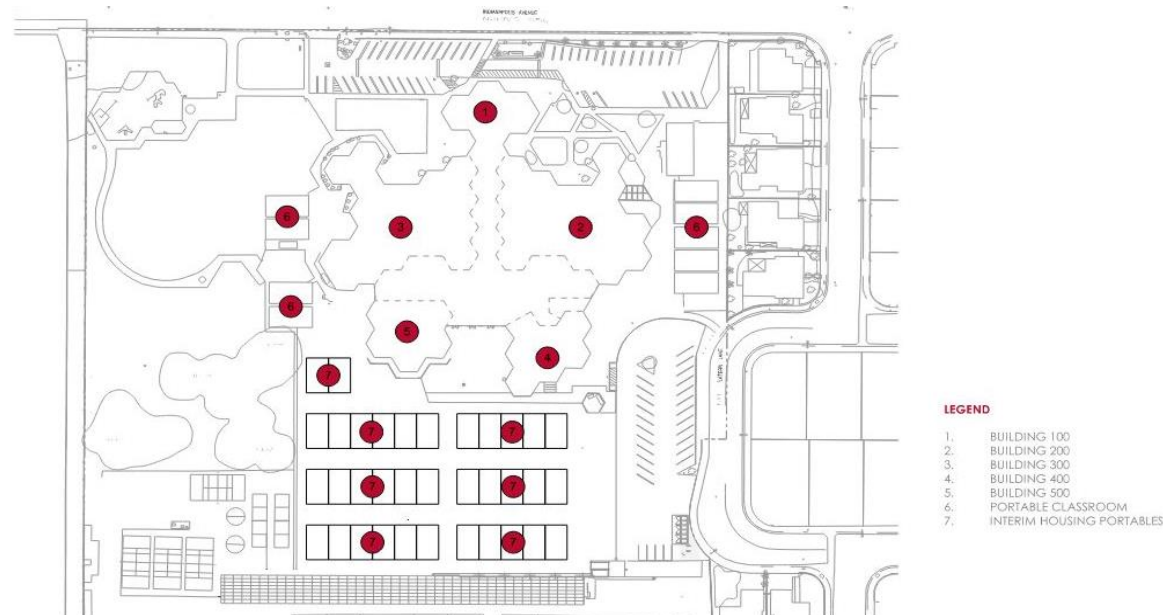 1
6
3
2
6
6
5
4
7
7
7
7
7
7
7
LEGEND
1. BUILDING 100
2. BUILDING 200
3. BUILDING 300
4. BUILDING 400
5. BUILDING 500
6. PORTABLE CLASSROOM
7. INTERIM HOUSING PORTABLES